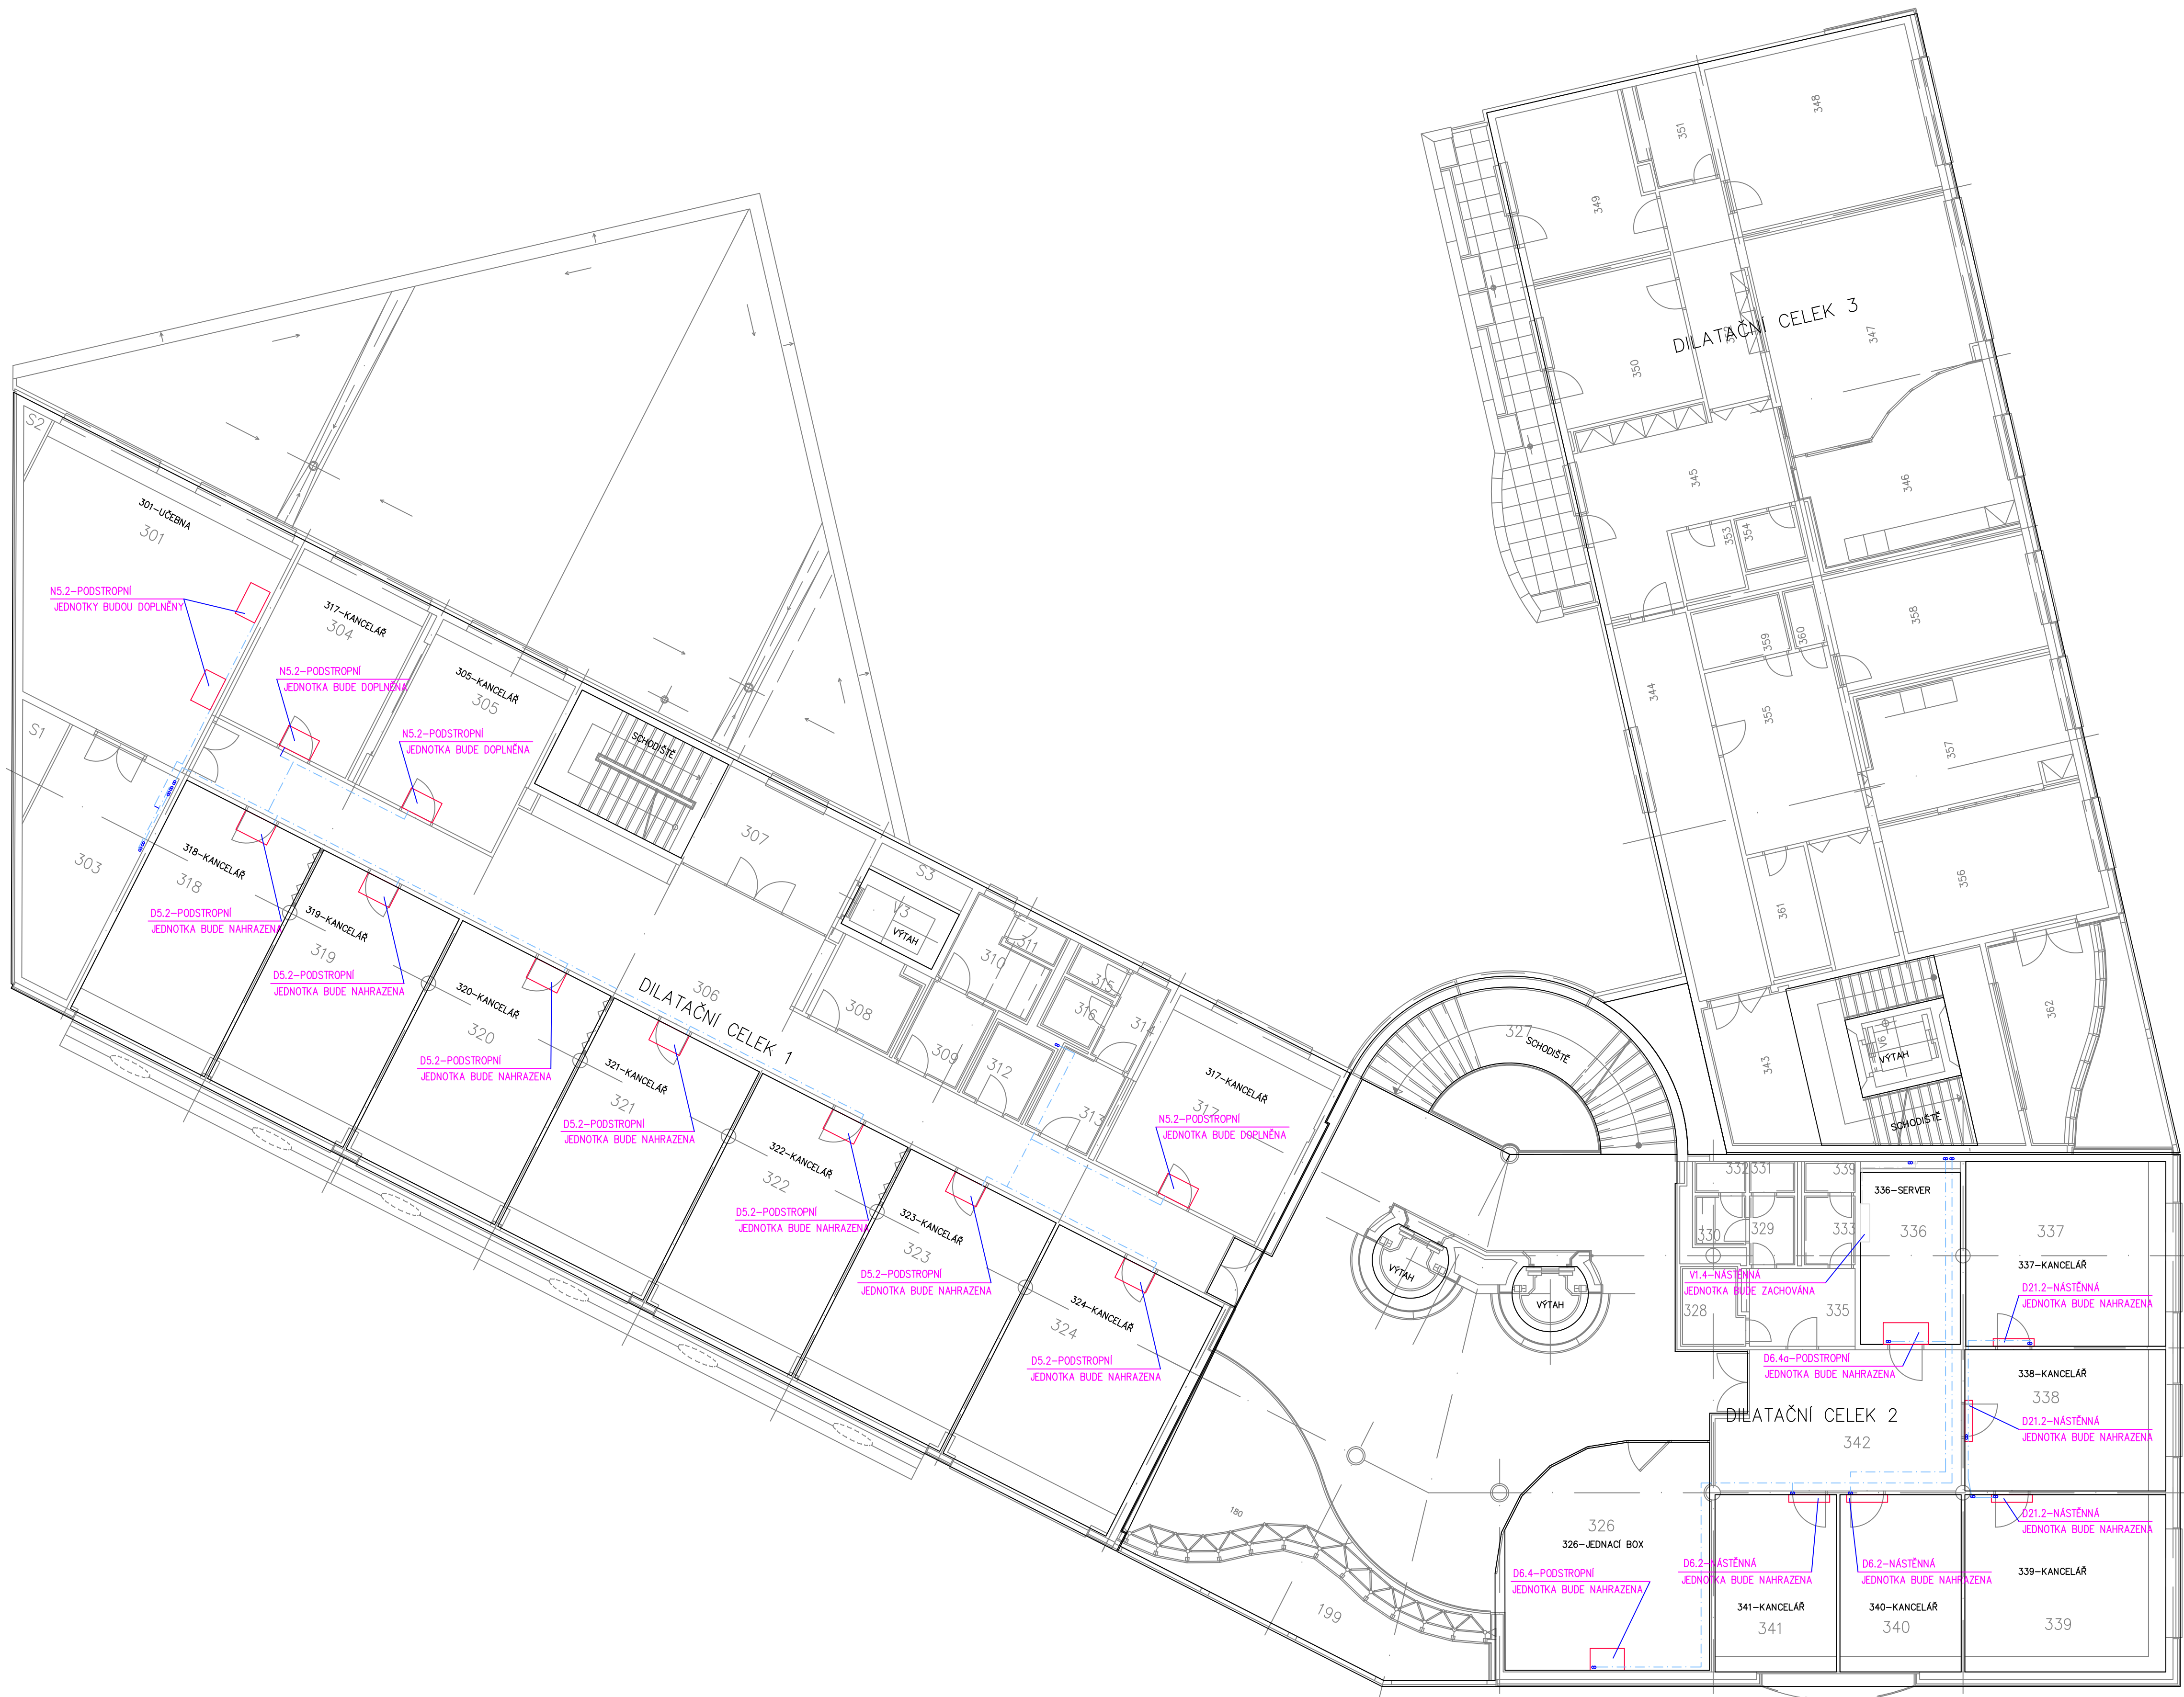 348
351
349
DILATAČNÍ CELEK 3
347
350
S2
301-UČEBNA
301
345
346
353
354
N5.2-PODSTROPNÍ
JEDNOTKY BUDOU DOPLNĚNY
317-KANCELÁŘ
304
358
359
360
N5.2-PODSTROPNÍ
JEDNOTKA BUDE DOPLNĚNA
305-KANCELÁŘ
305
344
355
S1
N5.2-PODSTROPNÍ
JEDNOTKA BUDE DOPLNĚNA
SCHODIŠTĚ
357
307
303
318-KANCELÁŘ
318
S3
356
D5.2-PODSTROPNÍ
JEDNOTKA BUDE NAHRAZENA
319-KANCELÁŘ
319
V3
VÝTAH
361
311
310
D5.2-PODSTROPNÍ
JEDNOTKA BUDE NAHRAZENA
320-KANCELÁŘ
320
306
DILATAČNÍ CELEK 1
308
315
316
314
362
327
SCHODIŠTĚ
V6.1
VÝTAH
D5.2-PODSTROPNÍ
JEDNOTKA BUDE NAHRAZENA
321-KANCELÁŘ
321
309
312
313
317-KANCELÁŘ
317
343
D5.2-PODSTROPNÍ
JEDNOTKA BUDE NAHRAZENA
N5.2-PODSTROPNÍ
JEDNOTKA BUDE DOPLNĚNA
SCHODIŠTĚ
322-KANCELÁŘ
322
332
331
339
336-SERVER
D5.2-PODSTROPNÍ
JEDNOTKA BUDE NAHRAZENA
323-KANCELÁŘ
323
330
329
333
336
337
337-KANCELÁŘ
VÝTAH
VÝTAH
D5.2-PODSTROPNÍ
JEDNOTKA BUDE NAHRAZENA
V1.4-NÁSTĚNNÁ
JEDNOTKA BUDE ZACHOVÁNA
D21.2-NÁSTĚNNÁ
JEDNOTKA BUDE NAHRAZENA
324-KANCELÁŘ
324
328
335
D5.2-PODSTROPNÍ
JEDNOTKA BUDE NAHRAZENA
D6.4a-PODSTROPNÍ
JEDNOTKA BUDE NAHRAZENA
338-KANCELÁŘ
338
DILATAČNÍ CELEK 2
342
D21.2-NÁSTĚNNÁ
JEDNOTKA BUDE NAHRAZENA
180
326
326-JEDNACÍ BOX
D21.2-NÁSTĚNNÁ
JEDNOTKA BUDE NAHRAZENA
D6.4-PODSTROPNÍ
JEDNOTKA BUDE NAHRAZENA
D6.2-NÁSTĚNNÁ
JEDNOTKA BUDE NAHRAZENA
D6.2-NÁSTĚNNÁ
JEDNOTKA BUDE NAHRAZENA
339-KANCELÁŘ
199
341-KANCELÁŘ
341
340-KANCELÁŘ
340
339